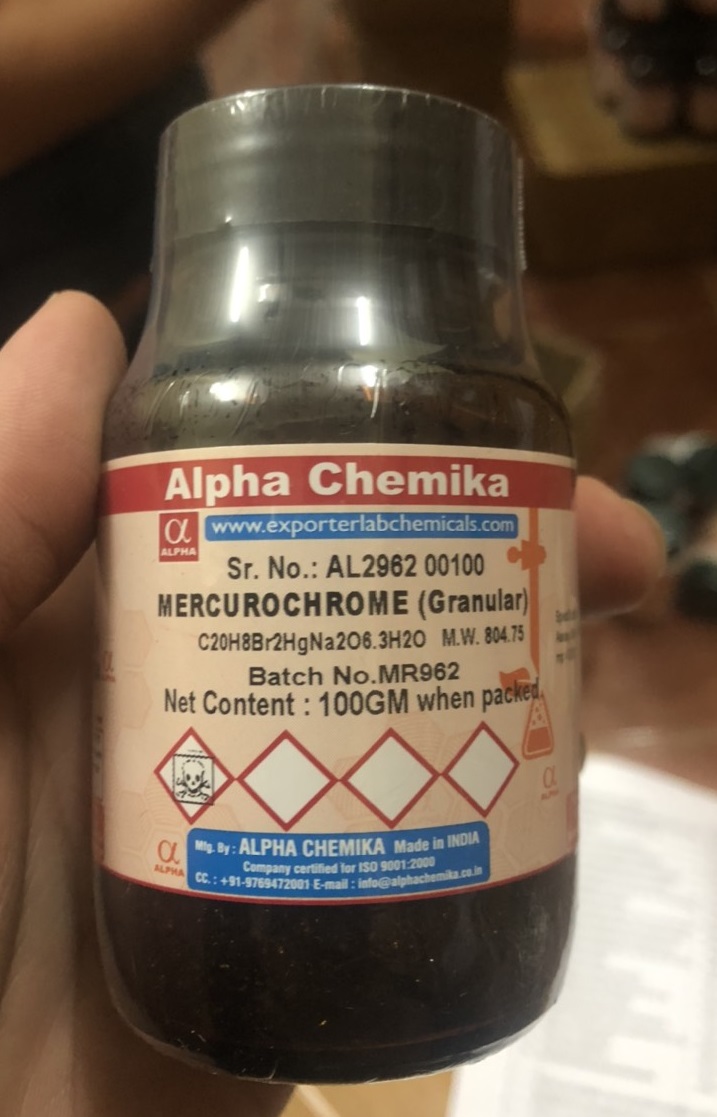 Alpha Chemika
α
ALPHA
www.exporterlabchemicals.com
Sr. No.: AL2962 00100
MERCUROCHROME (Granular)
C20H8Br2HgNa2O6.3H2O M.W. 804.75
Batch No.MR962
Net Content : 100GM when packed.
α
ALPHA
Mfg. By : ALPHA CHEMIKA Made in INDIA
Company certified for ISO 9001:2000
CC. : +91-9769472001 E-mail : info@alphachemika.co.in
α
ALPHA